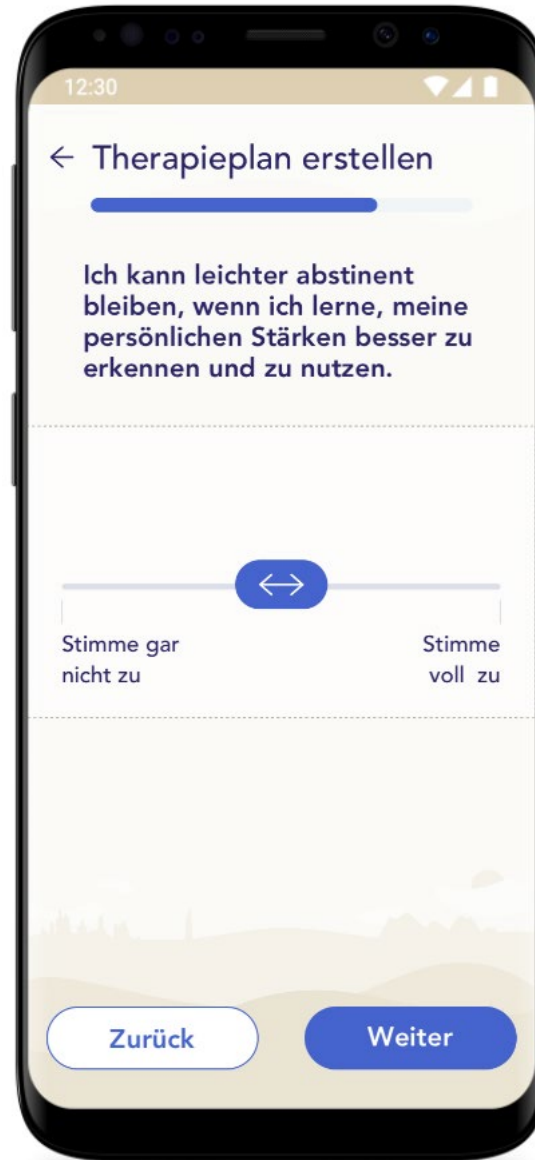 12:30
← Therapieplan erstellen
Ich kann leichter abstinent
bleiben, wenn ich lerne, meine
persönlichen Stärken besser zu
erkennen und zu nutzen.
Stimme gar
nicht zu
Stimme
voll zu
Zurück
Weiter